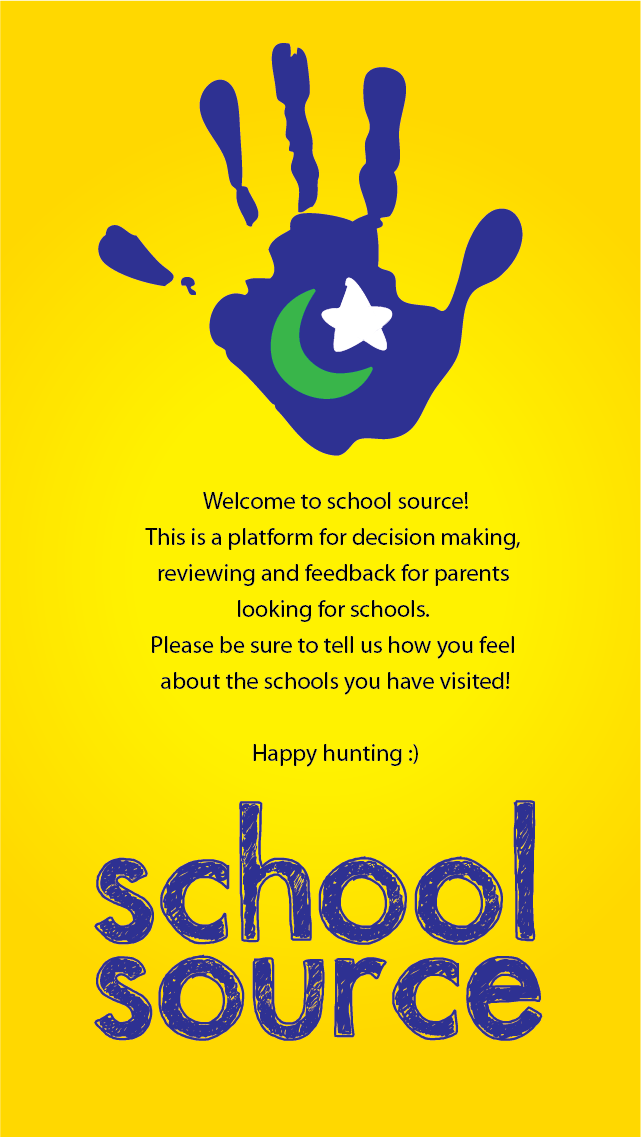 Welcome to school source!
This is a platform for decision making,
reviewing and feedback for parents
looking for schools.
Please be sure to tell us how you feel
about the schools you have visited!
Happy hunting :)
school
source